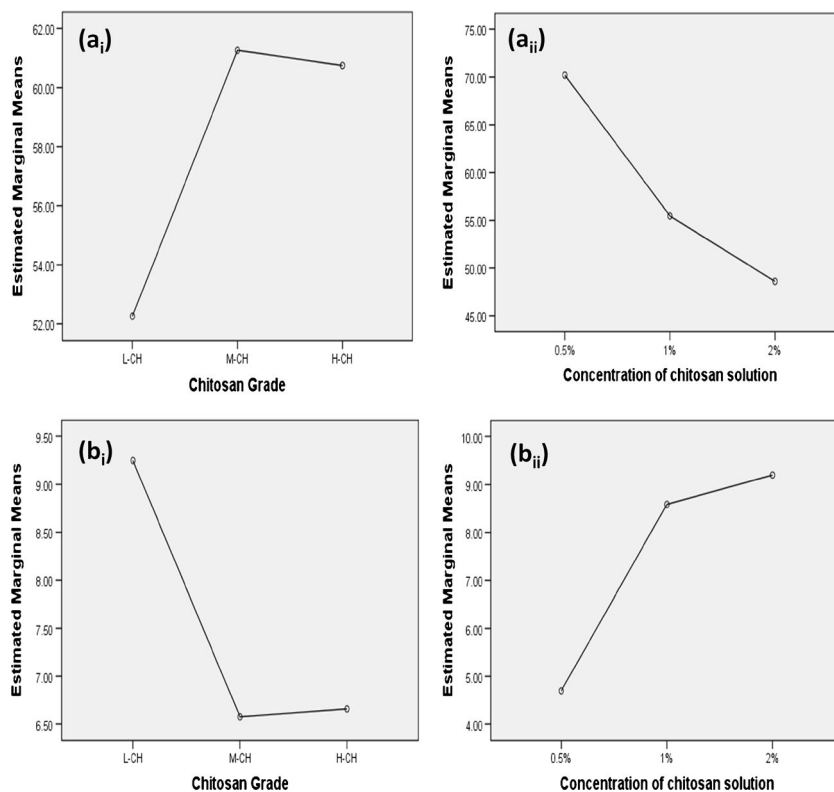 (ai)
Estimated Marginal Means
62.00
60.00
58.00
56.00
54.00
52.00
L-CH M-CH H-CH
Chitosan Grade
(aii)
Estimated Marginal Means
75.00
70.00
65.00
60.00
55.00
50.00
45.00
0.5% 1% 2%
Concentration of chitosan solution
(bi)
Estimated Marginal Means
9.50
9.00
8.50
8.00
7.50
7.00
6.50
L-CH M-CH H-CH
Chitosan Grade
(bii)
Estimated Marginal Means
10.00
9.00
8.00
7.00
6.00
5.00
4.00
0.5% 1% 2%
Concentration of chitosan solution